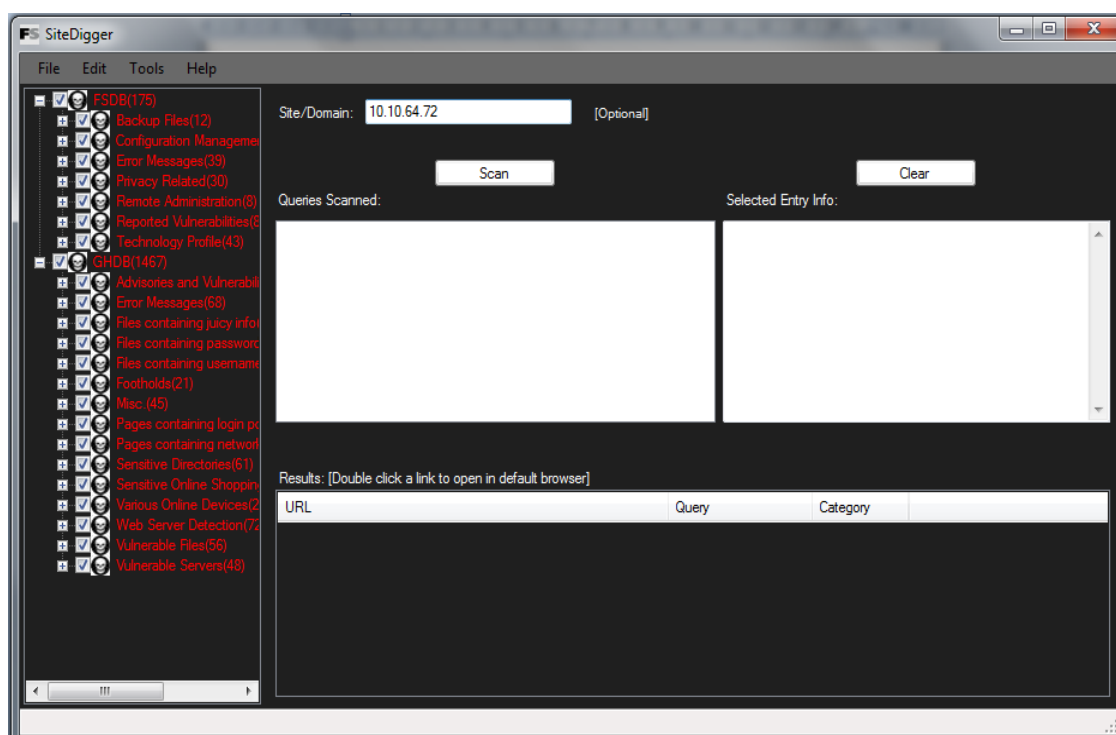 FS SiteDigger
File Edit Tools Help
FSDB(175)
Backup Files(12)
Configuration Manageme
Error Messages(39)
Privacy Related(30)
Remote Administration(8)
Reported Vulnerabilities(8
Technology Profile(43)
GHDB(1467)
Advisories and Vulnerabili
Error Messages(68)
Files containing juicy info
Files containing password
Files containing username
Footholds(21)
Misc.(45)
Pages containing login po
Pages containing network
Sensitive Directories(61)
Sensitive Online Shoppin
Various Online Devices(2
Web Server Detection(72
Vulnerable Files(56)
Vulnerable Servers(48)
Site/Domain: 10.10.64.72 [Optional]
Scan Clear
Queries Scanned: Selected Entry Info:
Results: [Double click a link to open in default browser]
URL Query Category